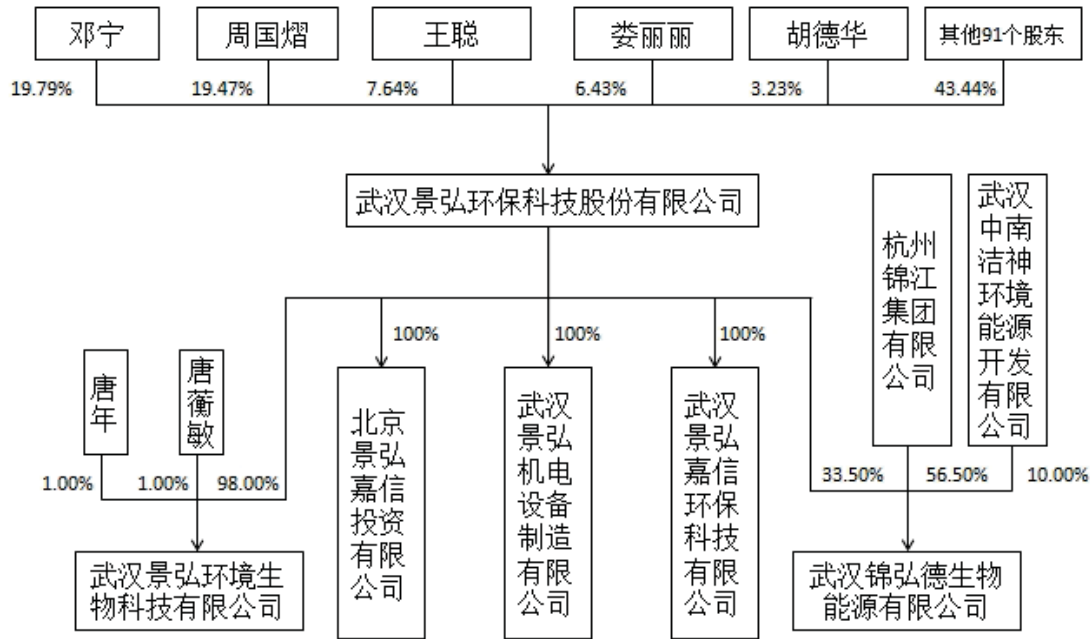 邓宁
周国熠
王聪
娄丽丽
胡德华
其他91个股东
19.79%
19.47%
7.64%
6.43%
3.23%
43.44%
武汉景弘环保科技股份有限公司
杭州
锦江
集团
有限
公司
武汉
中南
洁神
环境
能源
开发
有限
公司
100%
100%
100%
唐
年
唐
蘅
敏
北京
景弘
嘉信
投资
有限
公司
武汉
景弘
机电
设备
制造
有限
公司
武汉
景弘
嘉信
环保
科技
有限
公司
1.00%
1.00%
98.00%
33.50%
56.50%
10.00%
武汉景弘环境生
物科技有限公司
武汉锦弘德生物
能源有限公司